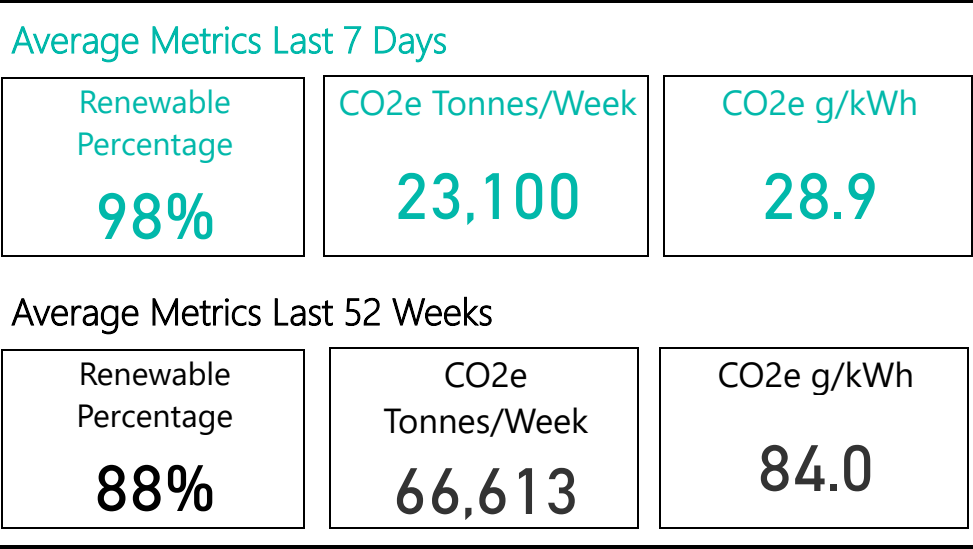 Average Metrics Last 7 Days
Renewable
Percentage
98%
CO2e Tonnes/Week
23,100
CO2e g/kWh
28.9
Average Metrics Last 52 Weeks
Renewable
Percentage
88%
CO2e
Tonnes/Week
66,613
CO2e g/kWh
84.0